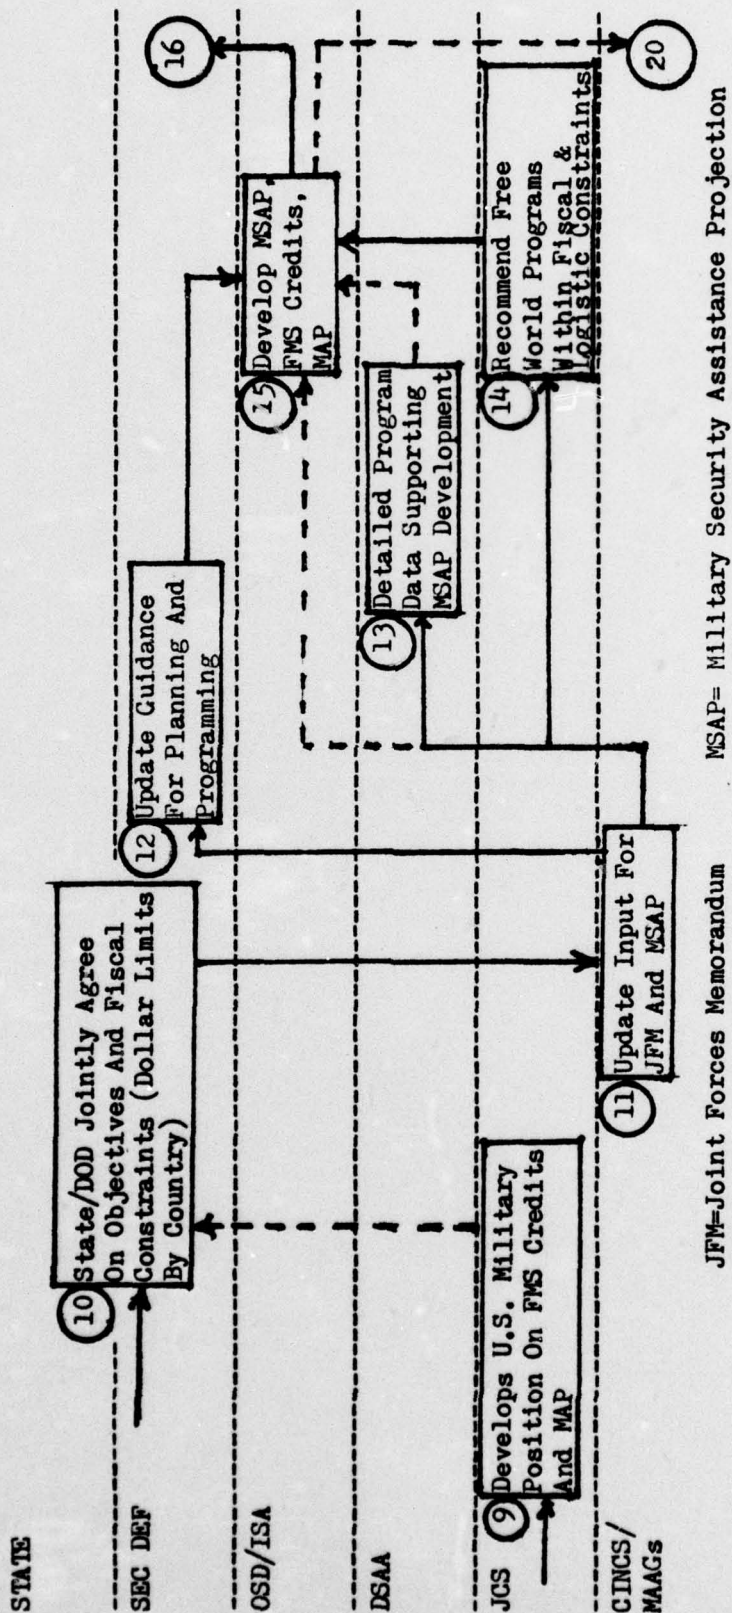 STATE
SEC DEF
OSD/ISA
DSAA
JCS
CINCS/
MAAGs
9
Develops U.S. Military
Position On FMS Credits
And MAP
10
State/DOD Jointly Agree
On Objectives And Fiscal
Constraints (Dollar Limits
By Country)
11
Update Input For
JFM And MSAP
12
Update Guidance
For Planning And
Programming
13
Detailed Program
Data Supporting
MSAP Development
14
Recommend Free
World Programs
Within Fiscal &
Logistic Constraints
15
Develop MSAP,
FMS Credits,
MAP
16
20
JFM=Joint Forces Memorandum
MSAP= Military Security Assistance Projection